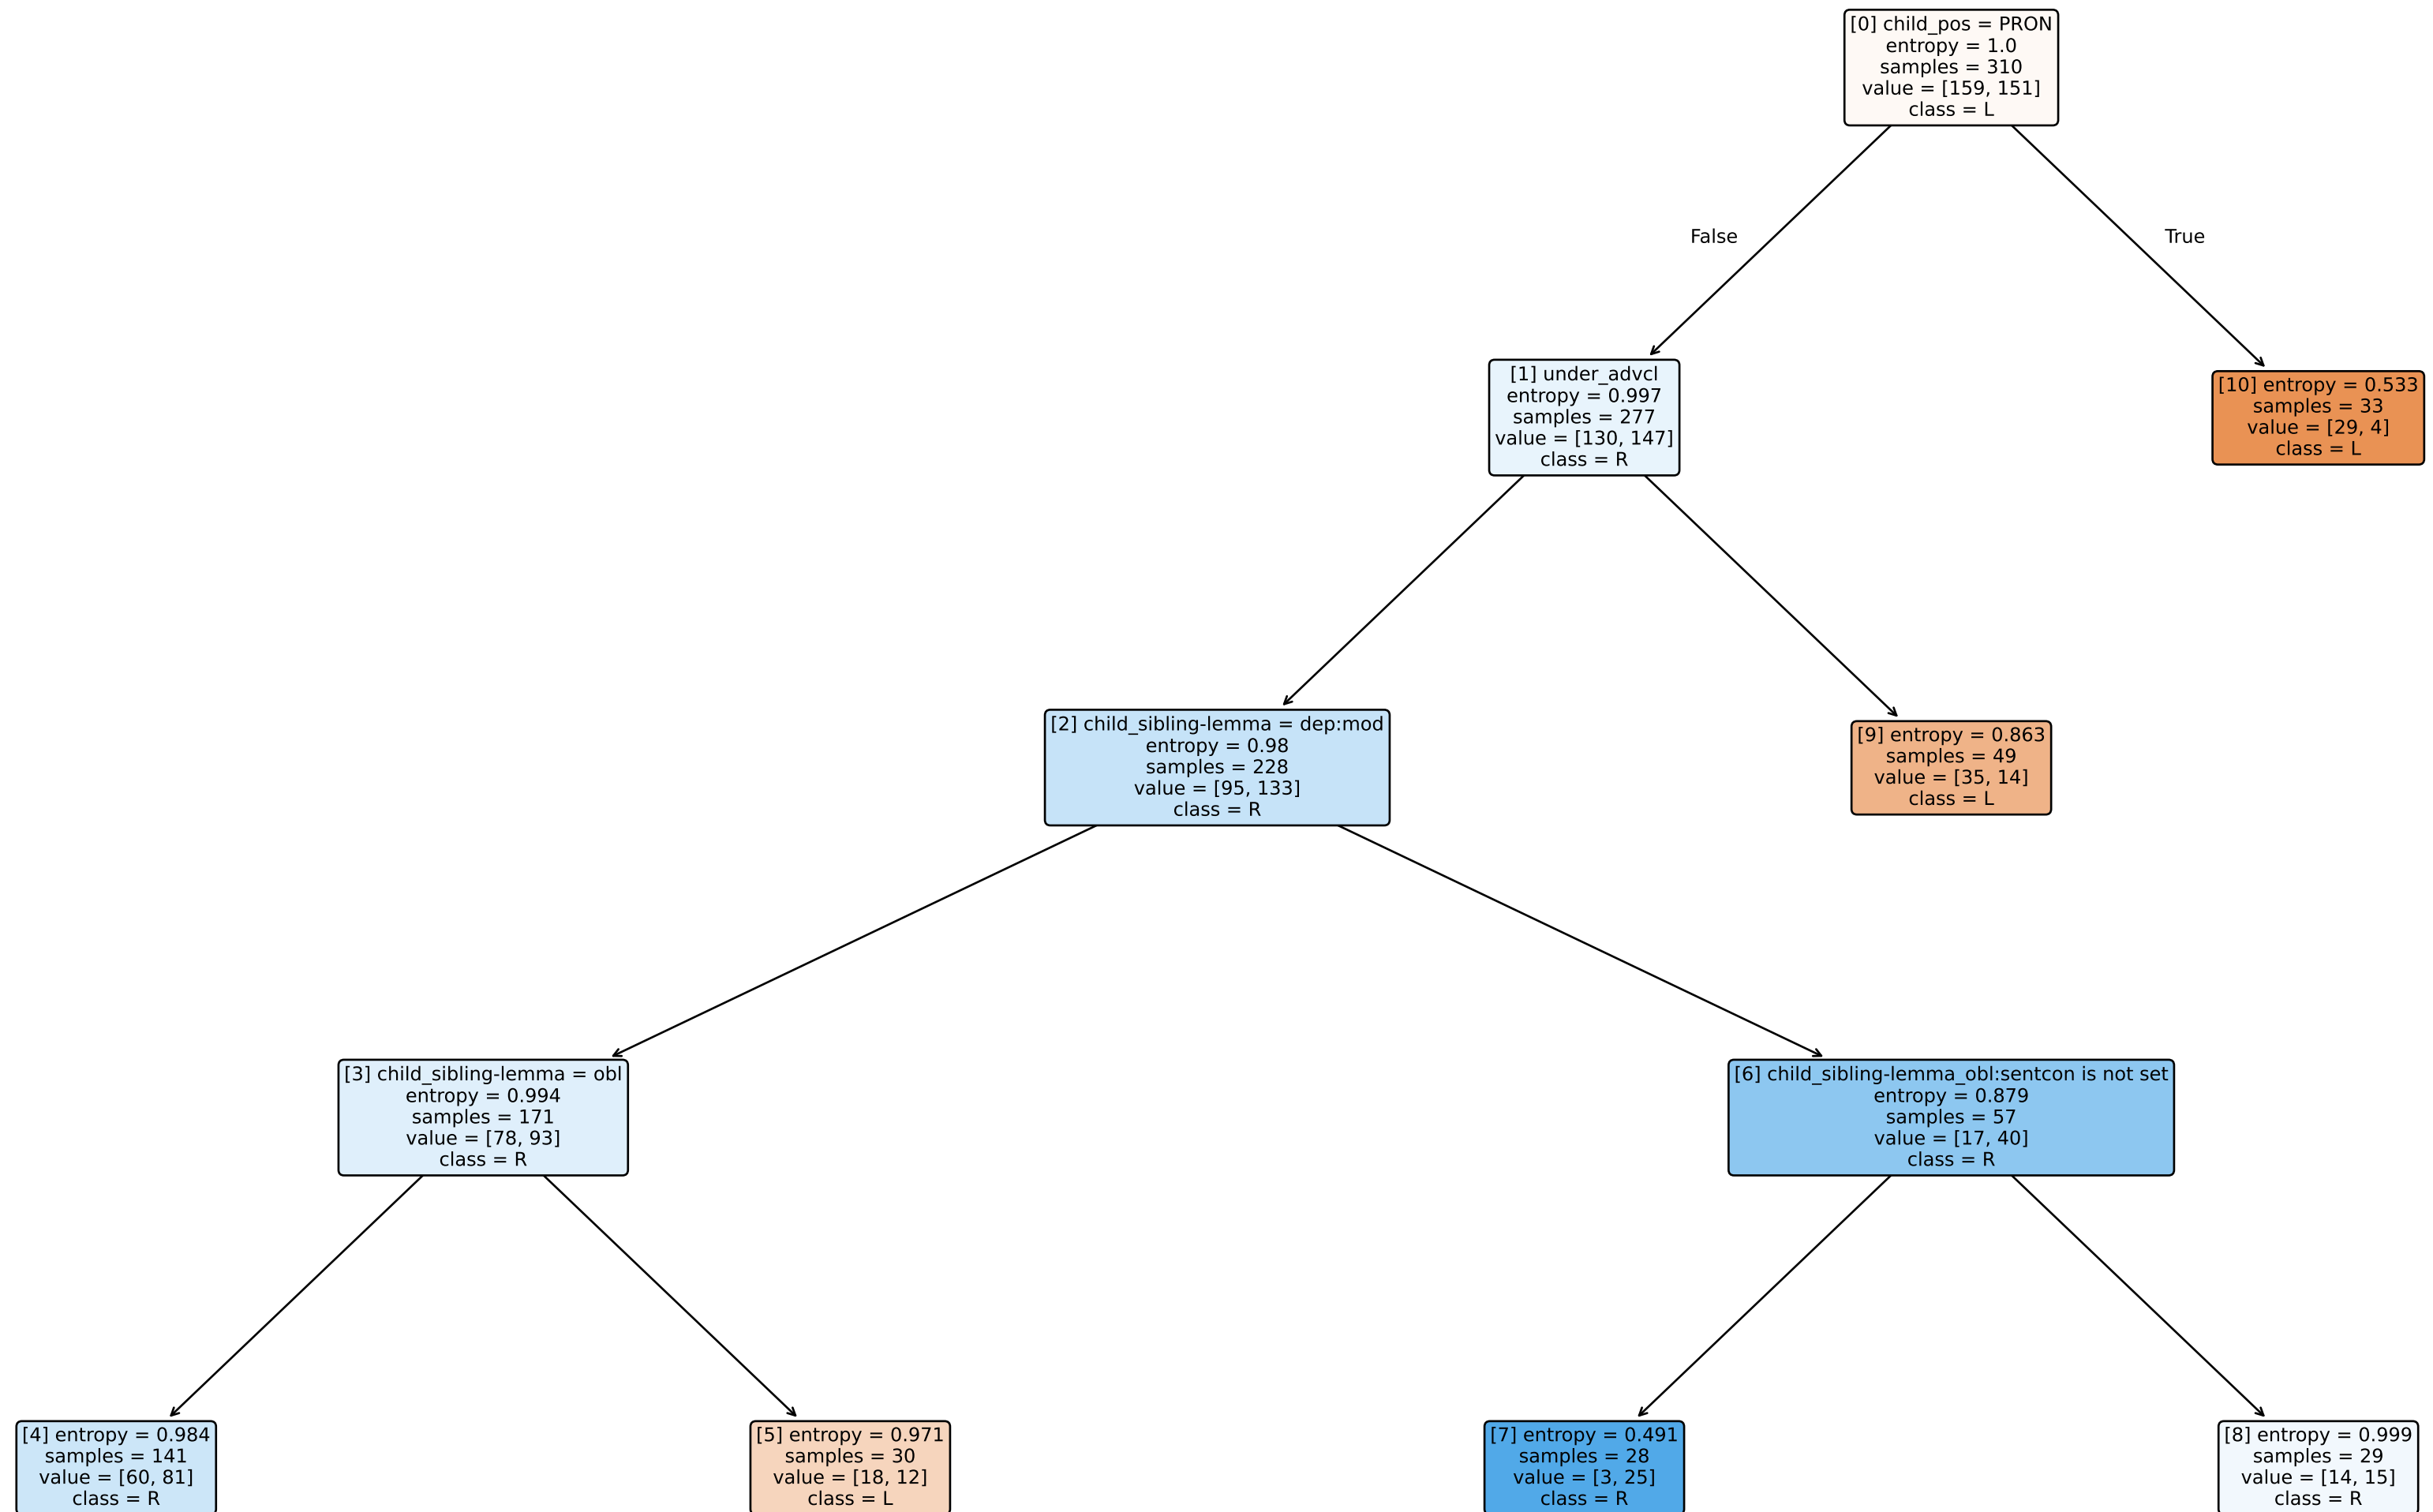 [0] child_pos = PRON
entropy = 1.0
samples = 310
value = [159, 151]
class = L
False
True
[1] under_advcl
entropy = 0.997
samples = 277
value = [130, 147]
class = R
[10] entropy = 0.533
samples = 33
value = [29, 4]
class = L
[2] child_sibling-lemma = dep:mod
entropy = 0.98
samples = 228
value = [95, 133]
class = R
[9] entropy = 0.863
samples = 49
value = [35, 14]
class = L
[3] child_sibling-lemma = obl
entropy = 0.994
samples = 171
value = [78, 93]
class = R
[6] child_sibling-lemma_obl:sentcon is not set
entropy = 0.879
samples = 57
value = [17, 40]
class = R
[4] entropy = 0.984
samples = 141
value = [60, 81]
class = R
[5] entropy = 0.971
samples = 30
value = [18, 12]
class = L
[7] entropy = 0.491
samples = 28
value = [3, 25]
class = R
[8] entropy = 0.999
samples = 29
value = [14, 15]
class = R